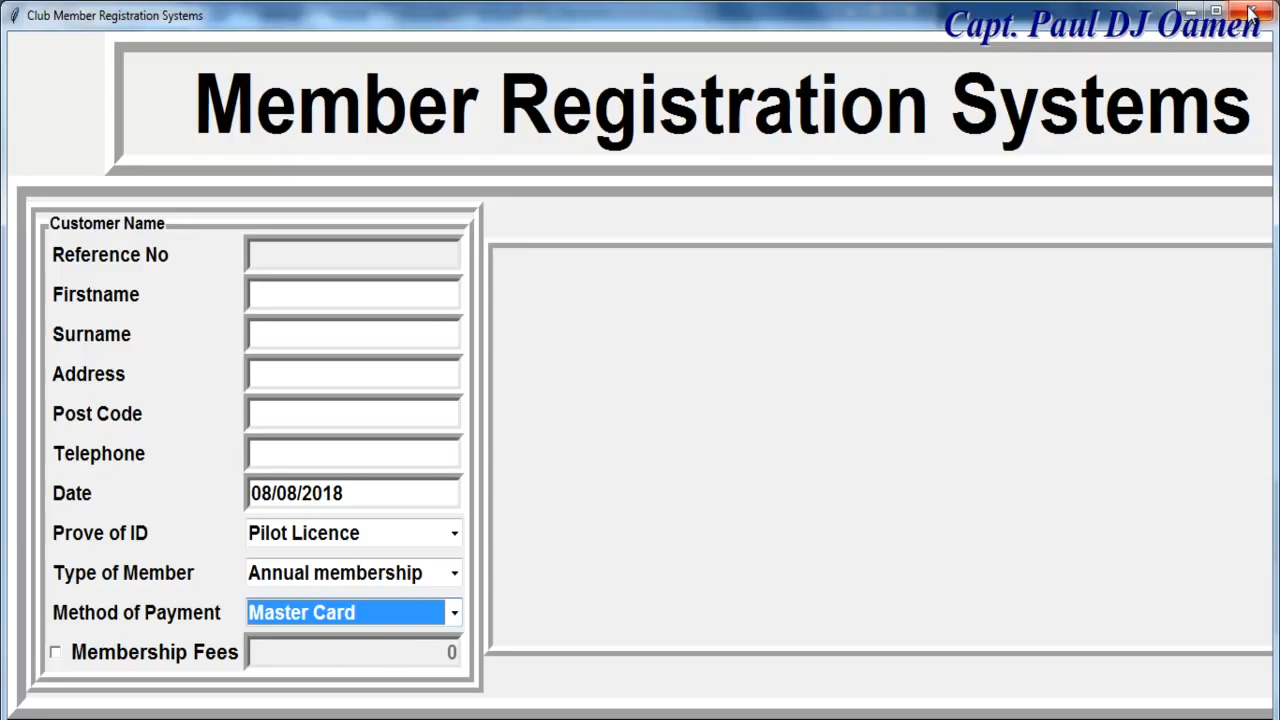 Club Member Registration Systems
Capt. Paul DJ Oamen
Member Registration Systems
Customer Name
Reference No
Firstname
Surname
Address
Post Code
Telephone
Date 08/08/2018
Prove of ID Pilot Licence
Type of Member Annual membership
Method of Payment Master Card
Membership Fees 0